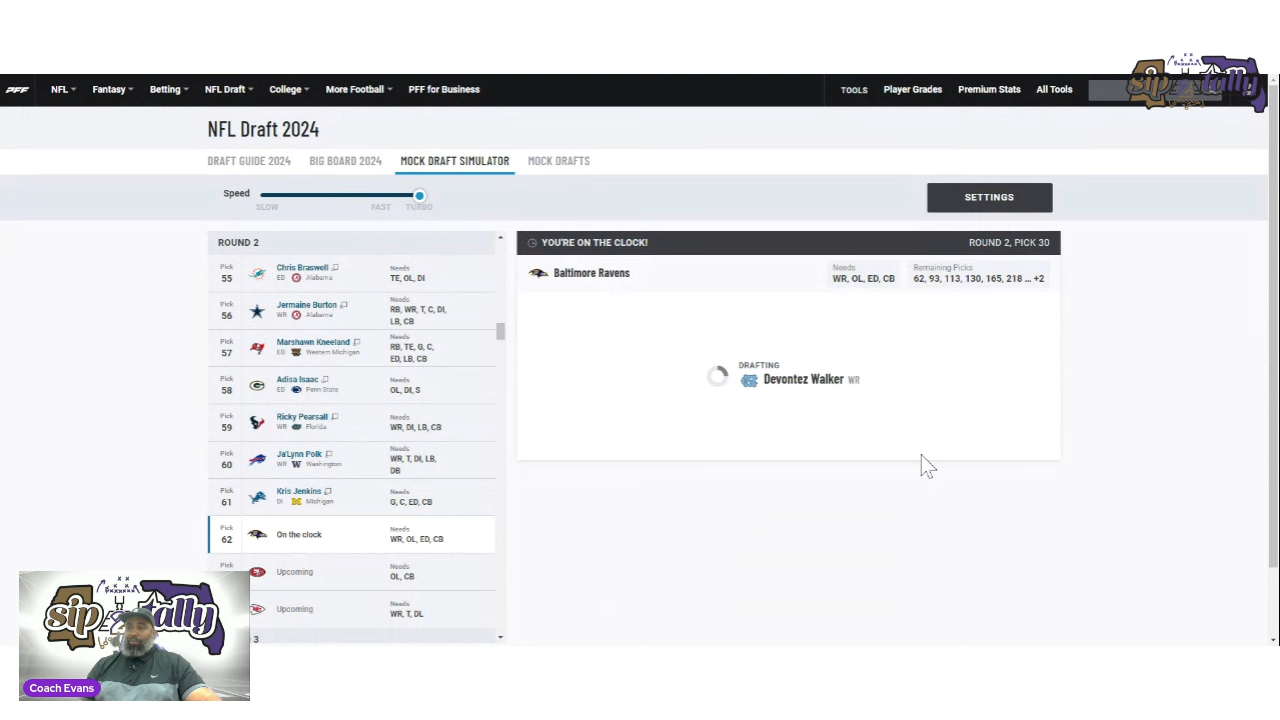 sip tally
PFF NFL Fantasy Betting NFL Draft College More Football PFF for Business TOOLS Player Grades Premium Stats All Tools
NFL Draft 2024
DRAFT GUIDE 2024 BIG BOARD 2024 MOCK DRAFT SIMULATOR MOCK DRAFTS
Speed
SLOW FAST TURBO
SETTINGS
ROUND 2
Pick
55
Chris Braswell
ED Alabama
Needs
TE, OL, DI
Pick
56
Jermaine Burton
WR Alabama
Needs
RB, WR, T, C, DI,
LB, CB
Pick
57
Marshawn Kneeland
ED Western Michigan
Needs
RB, TE, G, C,
ED, LB, CB
Pick
58
Adisa Isaac
ED Penn State
Needs
OL, DI, S
Pick
59
Ricky Pearsall
WR Florida
Needs
WR, DI, LB, CB
Pick
60
Ja'Lynn Polk
WR W Washington
Needs
WR, T, DI, LB,
DB
Pick
61
Kris Jenkins
DI Michigan
Needs
G, C, ED, CB
Pick
62
On the clock
Needs
WR, OL, ED, CB
Pick
Upcoming
Needs
OL, CB
Upcoming
Needs
WR, T, DL
3
YOU'RE ON THE CLOCK! ROUND 2, PICK 30
Baltimore Ravens
Needs
WR, OL, ED, CB
Remaining Picks
62, 93, 113, 130, 165, 218 ... +2
DRAFTING
Devontez Walker WR
sip tally
Coach Evans